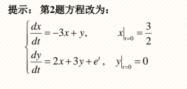 提示： 第2题方程改为：
dx/dt = -3x + y, x|_{t=0} = 3/2
dy/dt = 2x + 3y + e^t, y|_{t=0} = 0